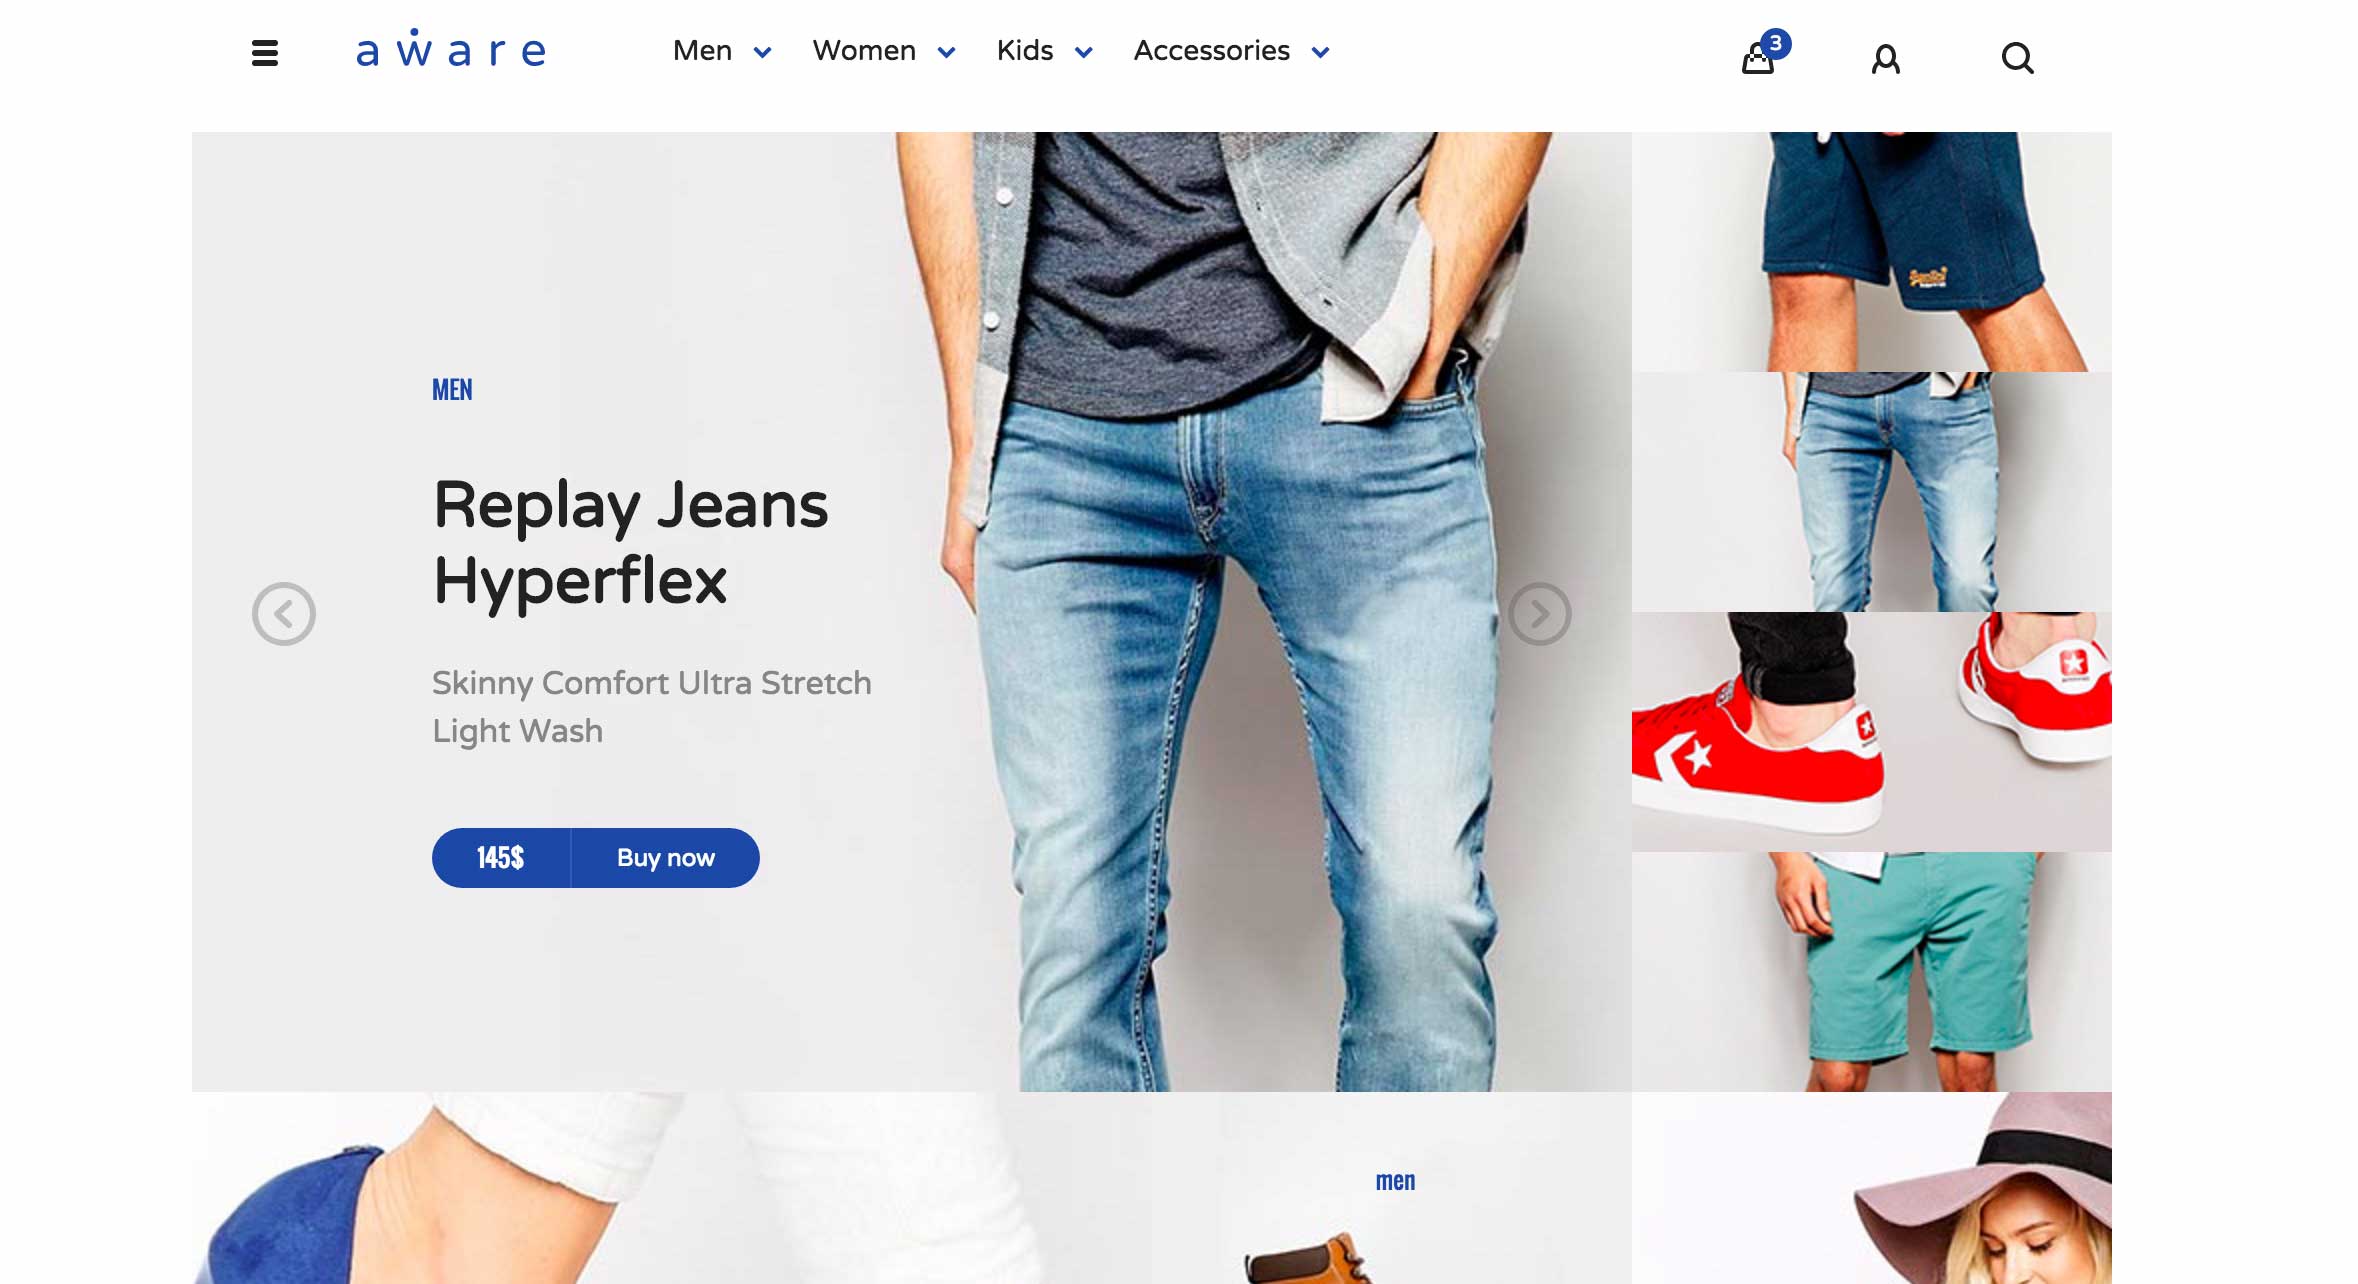 aware
Men
Women
Kids
Accessories
3
MEN
Replay Jeans
Hyperflex
Skinny Comfort Ultra Stretch
Light Wash
145$
Buy now
men